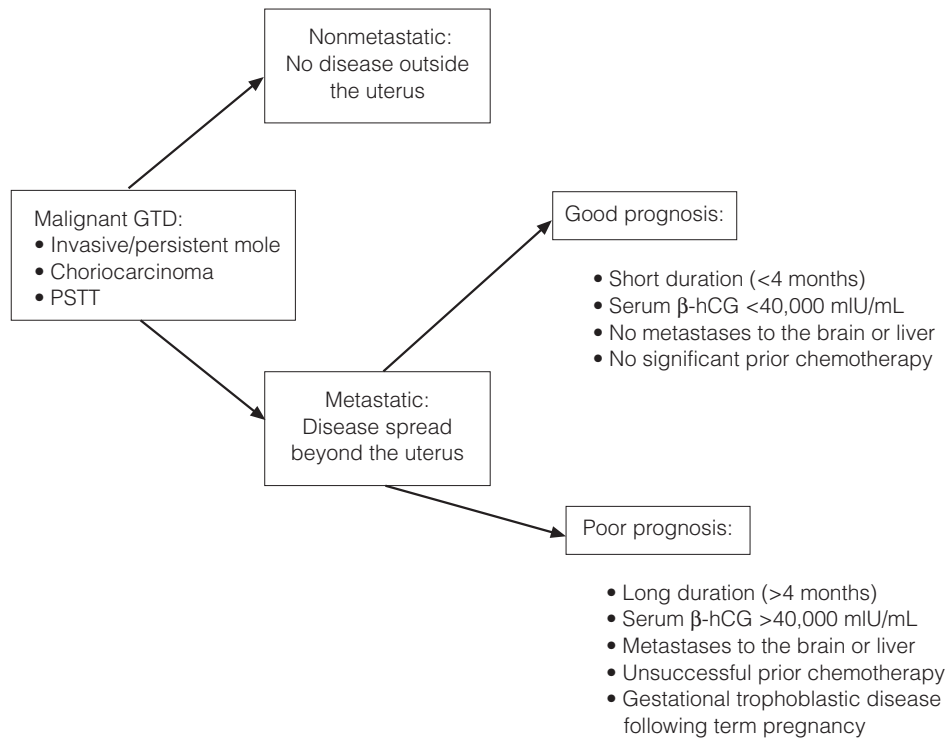 Nonmetastatic:
No disease outside
the uterus
Malignant GTD:
• Invasive/persistent mole
• Choriocarcinoma
• PSTT
Good prognosis:
• Short duration (<4 months)
• Serum β-hCG <40,000 mIU/mL
• No metastases to the brain or liver
• No significant prior chemotherapy
Metastatic:
Disease spread
beyond the uterus
Poor prognosis:
• Long duration (>4 months)
• Serum β-hCG >40,000 mIU/mL
• Metastases to the brain or liver
• Unsuccessful prior chemotherapy
• Gestational trophoblastic disease
following term pregnancy